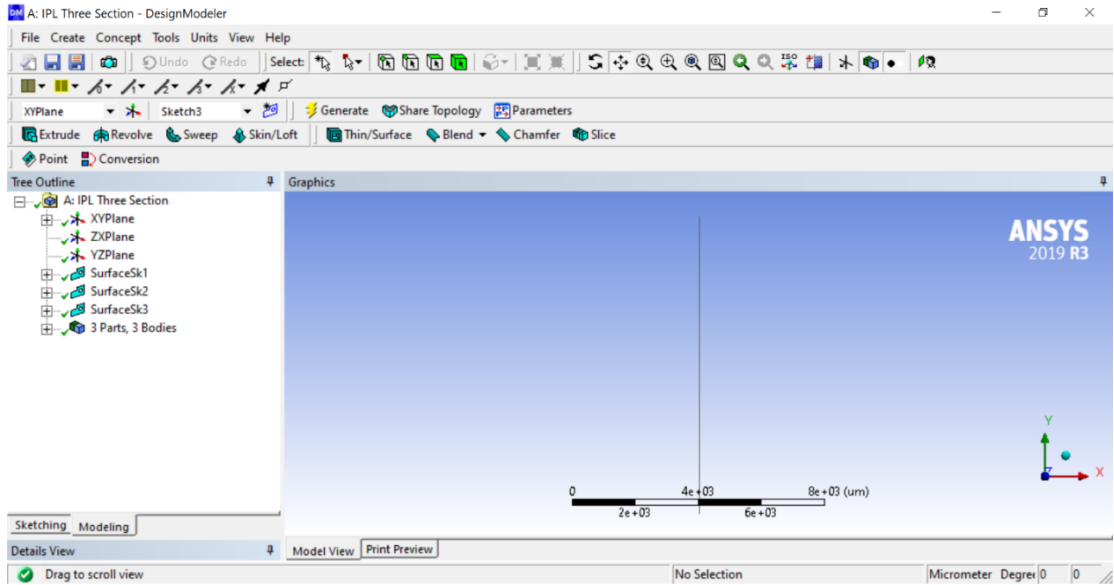 DM A: IPL Three Section - DesignModeler
File Create Concept Tools Units View Help
Undo Redo Select:
XYPlane Sketch3 Generate Share Topology Parameters
Extrude Revolve Sweep Skin/Loft Thin/Surface Blend Chamfer Slice
Point Conversion
Tree Outline
A: IPL Three Section
XYPlane
ZXPlane
YZPlane
SurfaceSk1
SurfaceSk2
SurfaceSk3
3 Parts, 3 Bodies
Sketching Modeling
Details View
Graphics
ANSYS
2019 R3
Y
X
Z
0 4e+03 8e+03 (um)
2e+03 6e+03
Model View Print Preview
Drag to scroll view No Selection Micrometer Degree 0 0